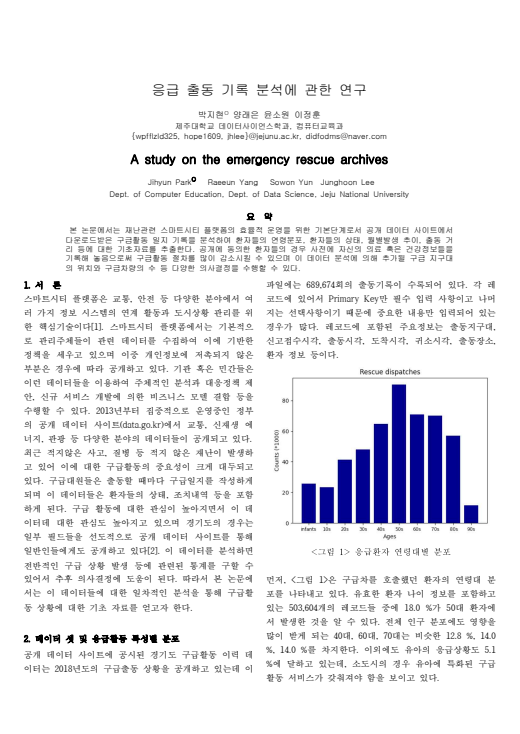 응급 출동 기록 분석에 관한 연구
박지현○ 양래은 윤소원 이정훈
제주대학교 데이터사이언스학과, 컴퓨터교육과
{wpfflzld325, hope1609, jhlee}@jejunu.ac.kr, didfodms@naver.com
A study on the emergency rescue archives
Jihyun Park○ Raeeun Yang Sowon Yun Junghoon Lee
Dept. of Computer Education, Dept. of Data Science, Jeju National University
요 약
본 논문에서는 재난관련 스마트시티 플랫폼의 효율적 운영을 위한 기본단계로서 공개 데이터 사이트에서
다운로드받은 구급활동 일지 기록을 분석하여 환자들의 연령분포, 환자들의 상태, 월별발생 추이, 출동 거
리 등에 대한 기초자료를 추출한다. 공개에 동의한 환자들의 경우 사전에 자신의 의료 혹은 건강정보들을
기록해 놓음으로써 구급활동 절차를 많이 감소시킬 수 있으며 이 데이터 분석에 의해 추가될 구급 지구대
의 위치와 구급차량의 수 등 다양한 의사결정을 수행할 수 있다.
1. 서 론
스마트시티 플랫폼은 교통, 안전 등 다양한 분야에서 여
러 가지 정보 시스템의 연계 활동과 도시상황 관리를 위
한 핵심기술이다[1]. 스마트시티 플랫폼에서는 기본적으
로 관리주체들이 관련 데이터를 수집하여 이에 기반한
정책을 세우고 있으며 이중 개인정보에 저촉되지 않은
부분은 경우에 따라 공개하고 있다. 기관 혹은 민간들은
이런 데이터들을 이용하여 주체적인 분석과 대응정책 제
안, 신규 서비스 개발에 의한 비즈니스 모델 결합 등을
수행할 수 있다. 2013년부터 집중적으로 운영중인 정부
의 공개 데이터 사이트(data.go.kr)에서 교통, 신재생 에
너지, 관광 등 다양한 분야의 데이터들이 공개되고 있다.
최근 적지않은 사고, 질병 등 적지 않은 재난이 발생하
고 있어 이에 대한 구급활동의 중요성이 크게 대두되고
있다. 구급대원들은 출동할 때마다 구급일지를 작성하게
되며 이 데이터들은 환자들의 상태, 조치내역 등을 포함
하게 된다. 구급 활동에 대한 관심이 높아지면서 이 데
이터에 대한 관심도 높아지고 있으며 경기도의 경우는
일부 필드들을 선도적으로 공개 데이터 사이트를 통해
일반인들에게도 공개하고 있다[2]. 이 데이터를 분석하면
전반적인 구급 상황 발생 등에 관련된 통계를 구할 수
있어서 추후 의사결정에 도움이 된다. 따라서 본 논문에
서는 이 데이터들에 대한 일차적인 분석을 통해 구급활
동 상황에 대한 기초 자료를 얻고자 한다.
2. 데이터 셋 및 응급활동 특성별 분포
공개 데이터 사이트에 공시된 경기도 구급활동 이력 데
이터는 2018년도의 구급출동 상황을 공개하고 있는데 이
파일에는 689,674회의 출동기록이 수록되어 있다. 각 레
코드에 있어서 Primary Key만 필수 입력 사항이고 나머
지는 선택사항이기 때문에 중요한 내용만 입력되어 있는
경우가 많다. 레코드에 포함된 주요정보는 출동지구대,
신고접수시각, 출동시각, 도착시각, 귀소시각, 출동장소,
환자 정보 등이다.
Rescue dispatches
Counts (*1000)
80
60
40
20
0
infants 10s 20s 30s 40s 50s 60s 70s 80s 90s
Ages
<그림 1> 응급환자 연령대별 분포
먼저, <그림 1>은 구급차를 호출했던 환자의 연령대 분
포를 나타내고 있다. 유효한 환자 나이 정보를 포함하고
있는 503,604개의 레코드들 중에 18.0 %가 50대 환자에
서 발생한 것을 알 수 있다. 전체 인구 분포에도 영향을
많이 받게 되는 40대, 60대, 70대는 비슷한 12.8 %, 14.0
%, 14.0 %를 차지한다. 이외에도 유아의 응급상황도 5.1
%에 달하고 있는데, 소도시의 경우 유아에 특화된 구급
활동 서비스가 갖춰져야 함을 보이고 있다.